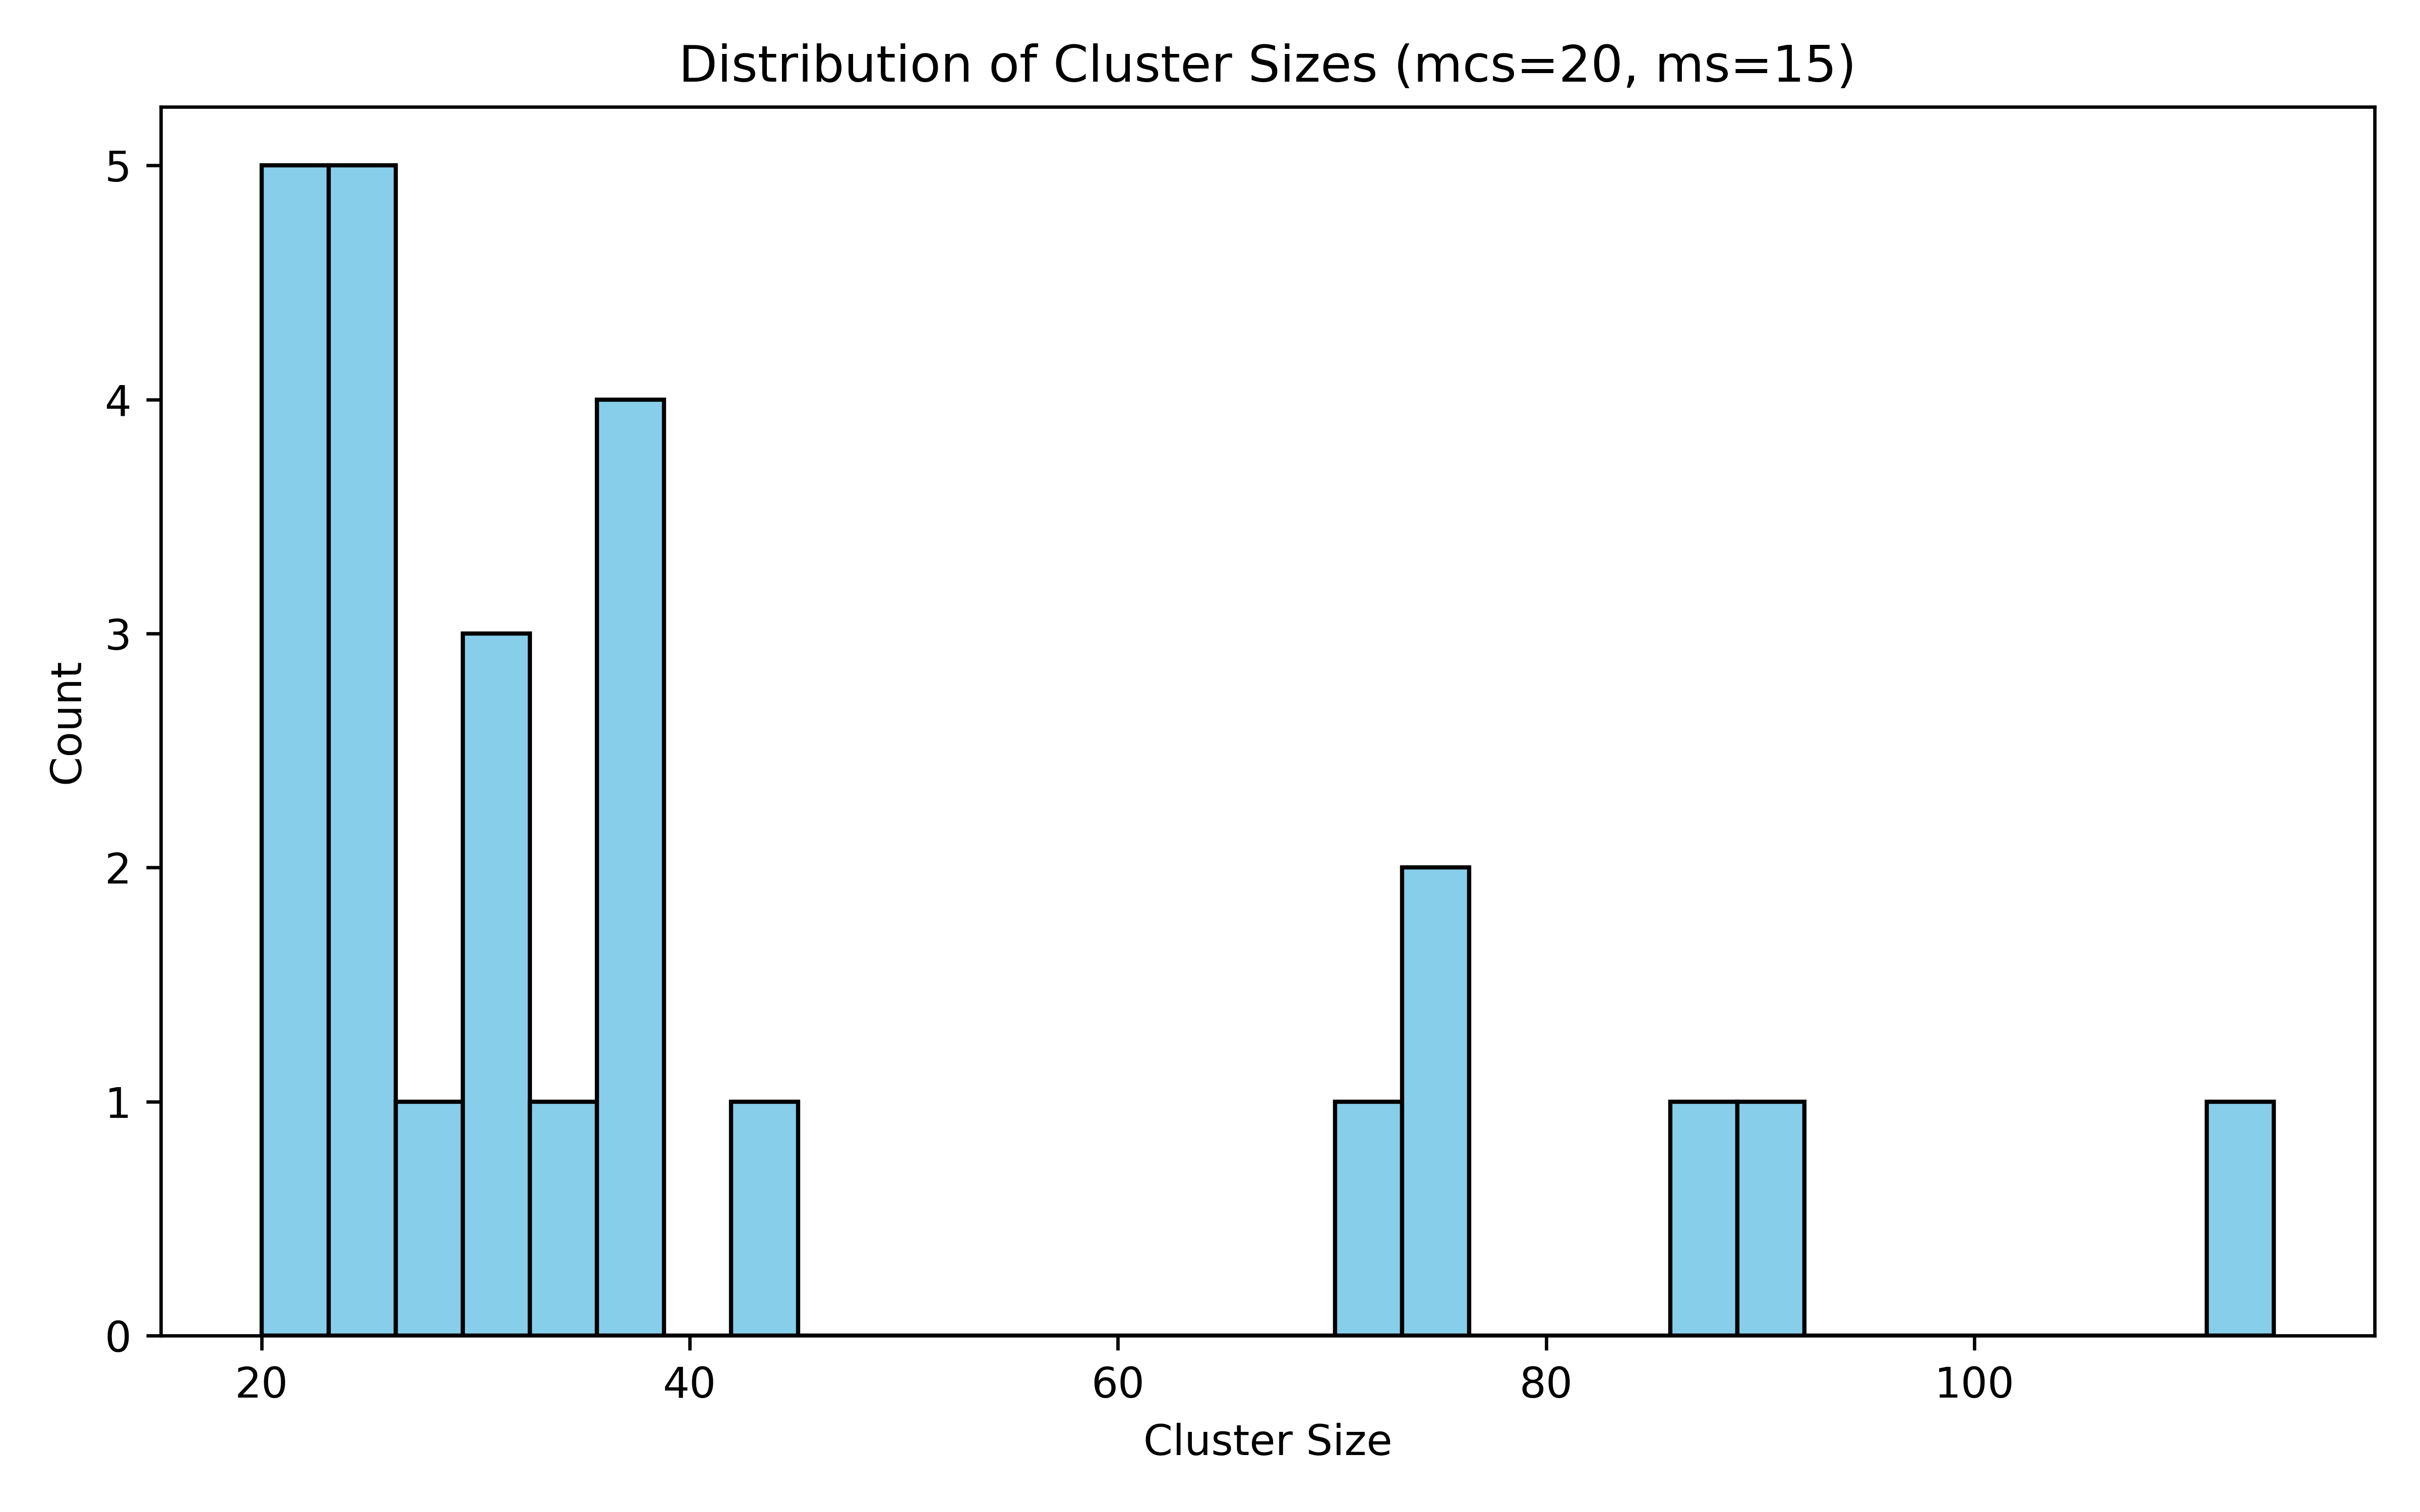 Distribution of Cluster Sizes (mcs=20, ms=15)
5
4
3
2
1
0
Count
20 40 60 80 100
Cluster Size